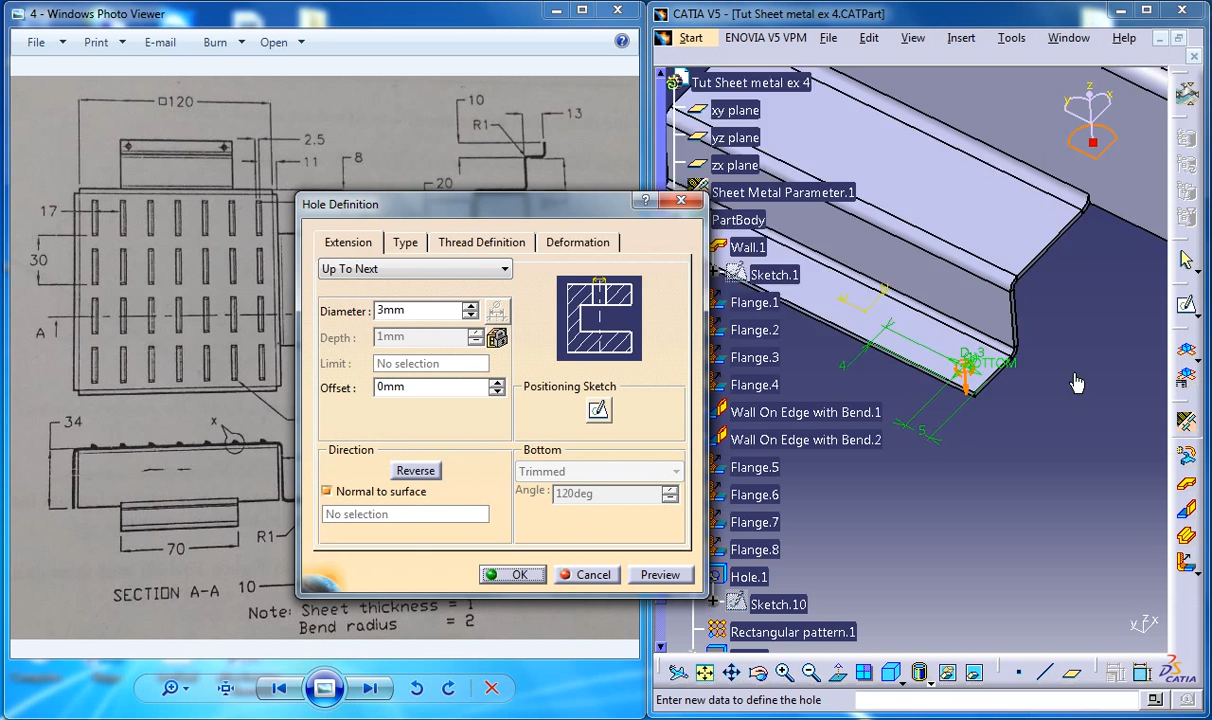 4 - Windows Photo Viewer
File Print E-mail Burn Open
□120
10
13
R1
2.5
11
8
20
17
30
A
34
x
R1
70
SECTION A-A 10
Note: Sheet thickness = 1
Bend radius = 2
Hole Definition
Extension Type Thread Definition Deformation
Up To Next
Diameter : 3mm
Depth : 1mm
Limit : No selection
Offset : 0mm
Positioning Sketch
Direction
Reverse
Normal to surface
No selection
Bottom
Trimmed
Angle : 120deg
OK Cancel Preview
CATIA V5 - [Tut Sheet metal ex 4.CATPart]
Start ENOVIA V5 VPM File Edit View Insert Tools Window Help
Tut Sheet metal ex 4
xy plane
yz plane
zx plane
Sheet Metal Parameter.1
PartBody
Wall.1
Sketch.1
Flange.1
Flange.2
Flange.3
Flange.4
Wall On Edge with Bend.1
Wall On Edge with Bend.2
Flange.5
Flange.6
Flange.7
Flange.8
Hole.1
Sketch.10
Rectangular pattern.1
z
y
x
4
5
BOTTOM
CATIA
Enter new data to define the hole